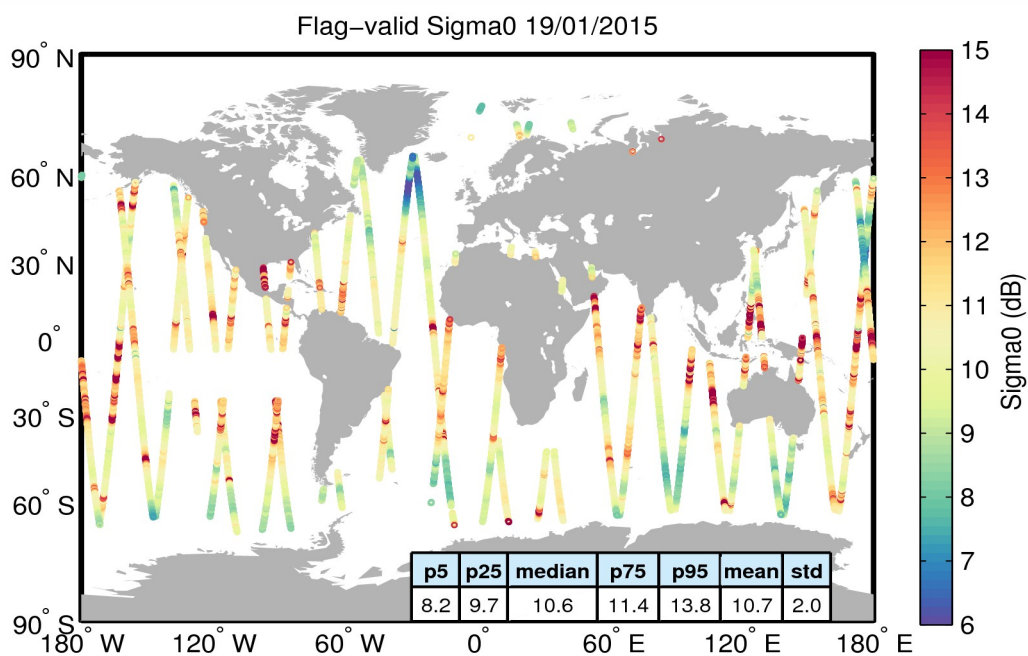 Flag−valid Sigma0 19/01/2015
90° N
60° N
30° N
0°
30° S
60° S
90° S
180° W
120° W
60° W
0°
60° E
120° E
180° E
p5 p25 median p75 p95 mean std
8.2 9.7 10.6 11.4 13.8 10.7 2.0
15
14
13
12
11
10
9
8
7
6
Sigma0 (dB)